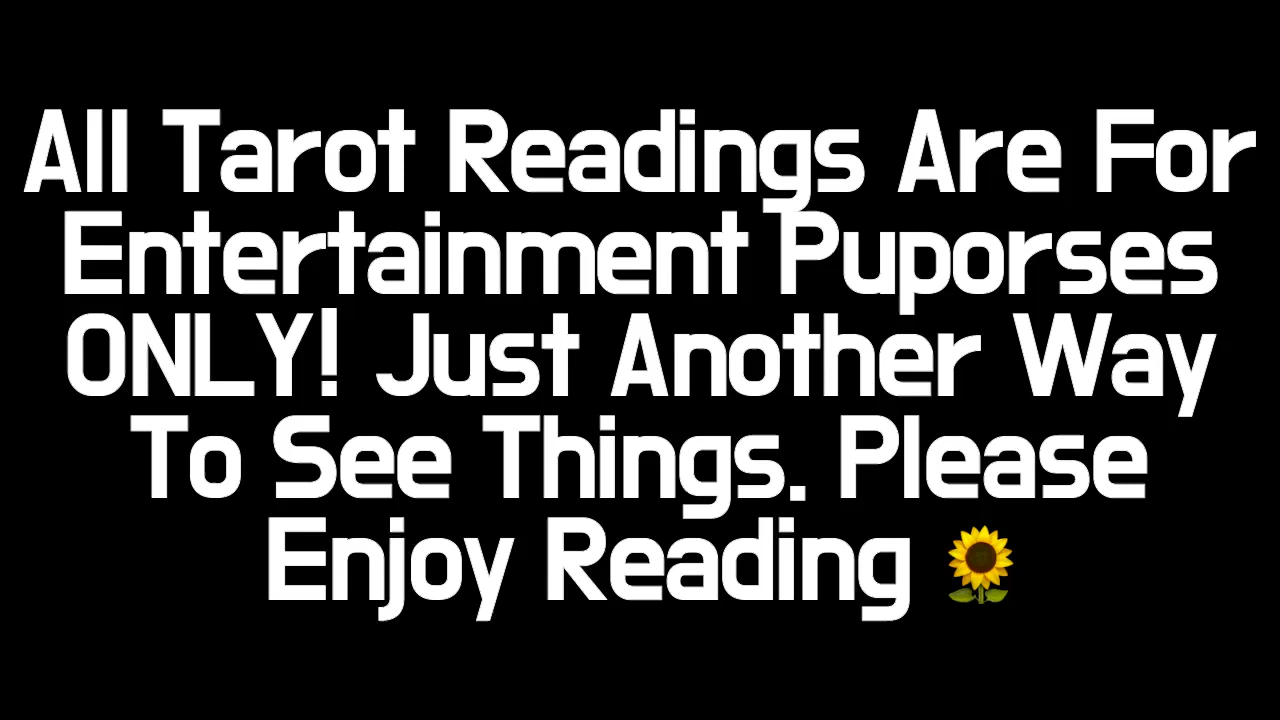 All Tarot Readings Are For
Entertainment Puporses
ONLY! Just Another Way
To See Things. Please
Enjoy Reading 🌻